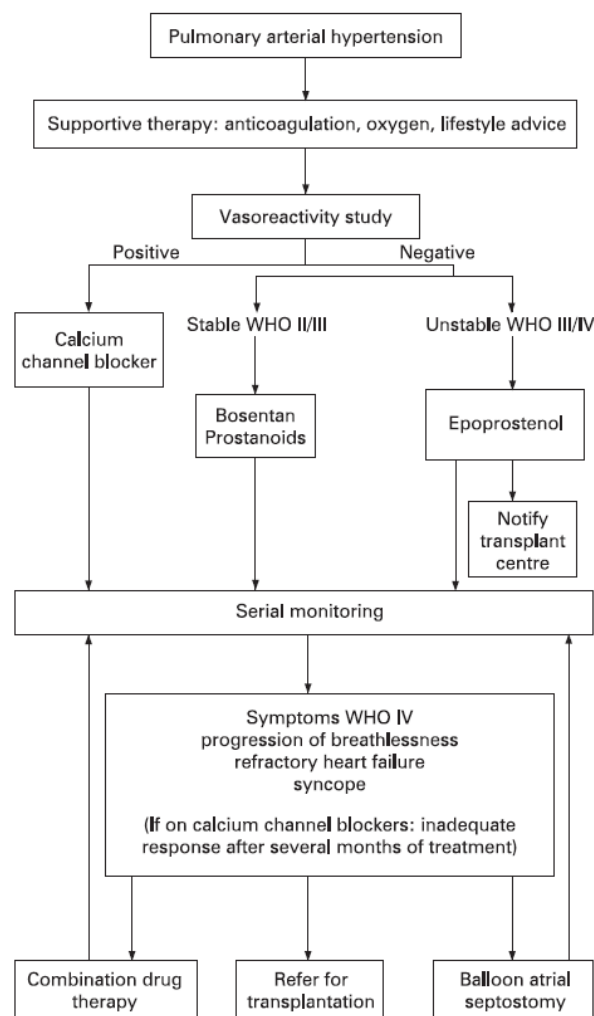 Pulmonary arterial hypertension
Supportive therapy: anticoagulation, oxygen, lifestyle advice
Vasoreactivity study
Positive
Negative
Calcium
channel blocker
Stable WHO II/III
Unstable WHO III/IV
Bosentan
Prostanoids
Epoprostenol
Notify
transplant
centre
Serial monitoring
Symptoms WHO IV
progression of breathlessness
refractory heart failure
syncope
(If on calcium channel blockers: inadequate
response after several months of treatment)
Combination drug
therapy
Refer for
transplantation
Balloon atrial
septostomy